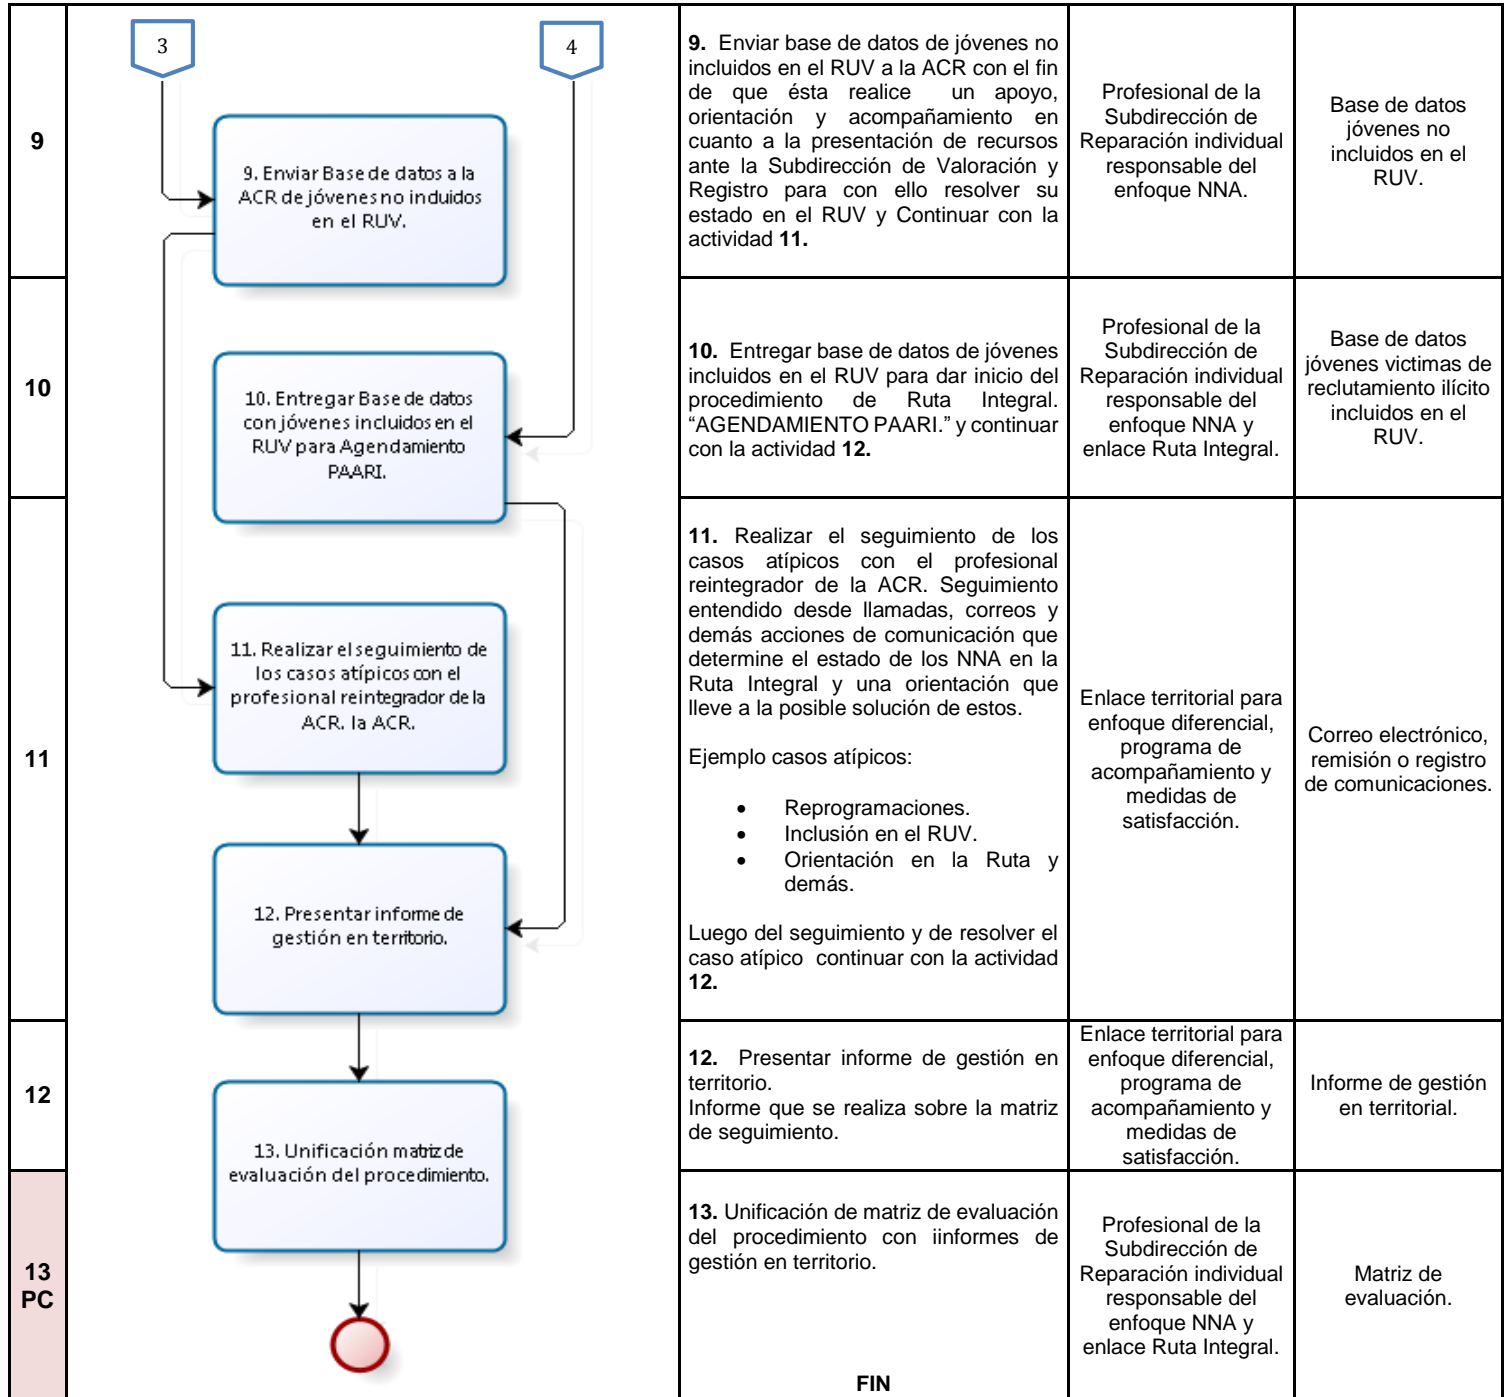 9
3
4
9. Enviar Base de datos a la
ACR de jóvenes no incluidos
en el RUV.
9. Enviar base de datos de jóvenes no
incluidos en el RUV a la ACR con el fin
de que ésta realice un apoyo,
orientación y acompañamiento en
cuanto a la presentación de recursos
ante la Subdirección de Valoración y
Registro para con ello resolver su
estado en el RUV y Continuar con la
actividad 11.
Profesional de la
Subdirección de
Reparación individual
responsable del
enfoque NNA.
Base de datos
jóvenes no
incluidos en el
RUV.
10
10. Entregar Base de datos
con jóvenes incluidos en el
RUV para Agendamiento
PAARI.
10. Entregar base de datos de jóvenes
incluidos en el RUV para dar inicio del
procedimiento de Ruta Integral.
“AGENDAMIENTO PAARI.” y continuar
con la actividad 12.
Profesional de la
Subdirección de
Reparación individual
responsable del
enfoque NNA y
enlace Ruta Integral.
Base de datos
jóvenes victimas de
reclutamiento ilícito
incluidos en el
RUV.
11
11. Realizar el seguimiento de
los casos atípicos con el
profesional reintegrador de la
ACR. la ACR.
11. Realizar el seguimiento de los
casos atípicos con el profesional
reintegrador de la ACR. Seguimiento
entendido desde llamadas, correos y
demás acciones de comunicación que
determine el estado de los NNA en la
Ruta Integral y una orientación que
lleve a la posible solución de estos.
Ejemplo casos atípicos:
• Reprogramaciones.
• Inclusión en el RUV.
• Orientación en la Ruta y
demás.
Luego del seguimiento y de resolver el
caso atípico continuar con la actividad
12.
Enlace territorial para
enfoque diferencial,
programa de
acompañamiento y
medidas de
satisfacción.
Correo electrónico,
remisión o registro
de comunicaciones.
12
12. Presentar informe de
gestión en territorio.
12. Presentar informe de gestión en
territorio.
Informe que se realiza sobre la matriz
de seguimiento.
Enlace territorial para
enfoque diferencial,
programa de
acompañamiento y
medidas de
satisfacción.
Informe de gestión
en territorial.
13
PC
13. Unificación matriz de
evaluación del procedimiento.
13. Unificación de matriz de evaluación
del procedimiento con iinformes de
gestión en territorio.
FIN
Profesional de la
Subdirección de
Reparación individual
responsable del
enfoque NNA y
enlace Ruta Integral.
Matriz de
evaluación.